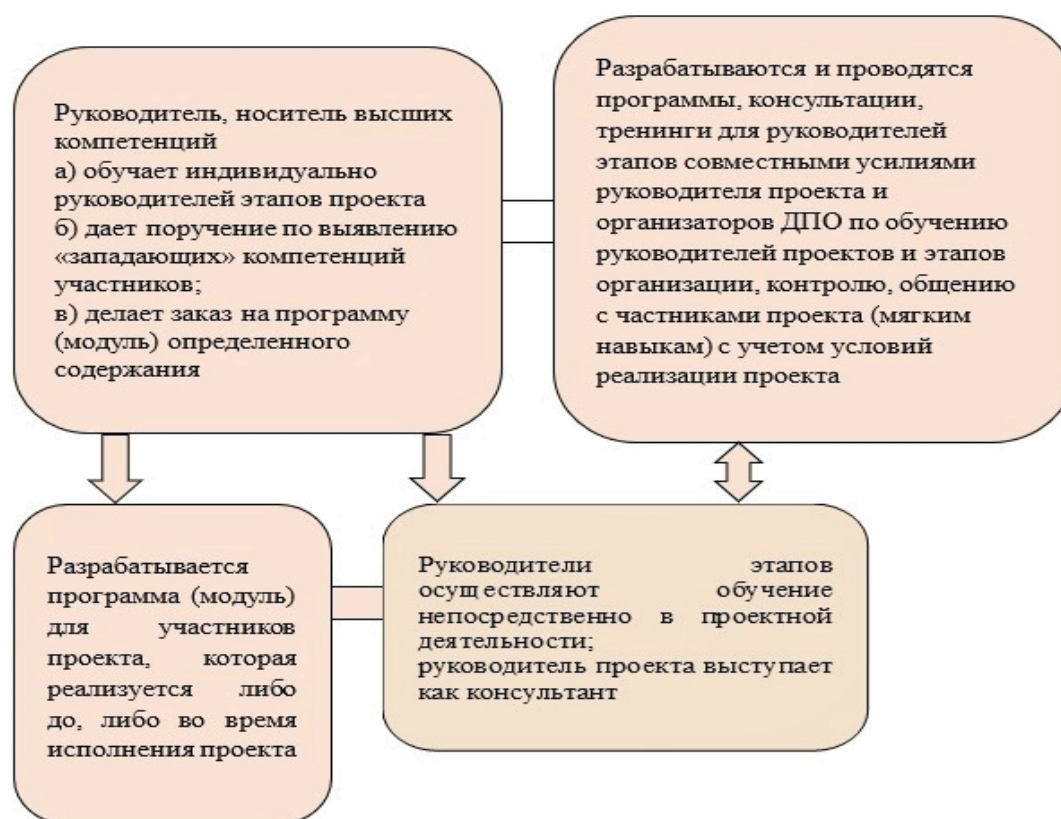 Руководитель, носитель высших
компетенций
а) обучает индивидуально
руководителей этапов проекта
б) дает поручение по выявлению
«западающих» компетенций
участников;
в) делает заказ на программу
(модуль) определенного
содержания
Разрабатываются и проводятся
программы, консультации,
тренинги для руководителей
этапов совместными усилиями
руководителя проекта и
организаторов ДПО по обучению
руководителей проектов и этапов
организации, контролю, общению
с частниками проекта (мягким
навыкам) с учетом условий
реализации проекта
Разрабатывается
программа (модуль)
для участников
проекта, которая
реализуется либо
до, либо во время
исполнения проекта
Руководители этапов
осуществляют обучение
непосредственно в проектной
деятельности;
руководитель проекта выступает
как консультант